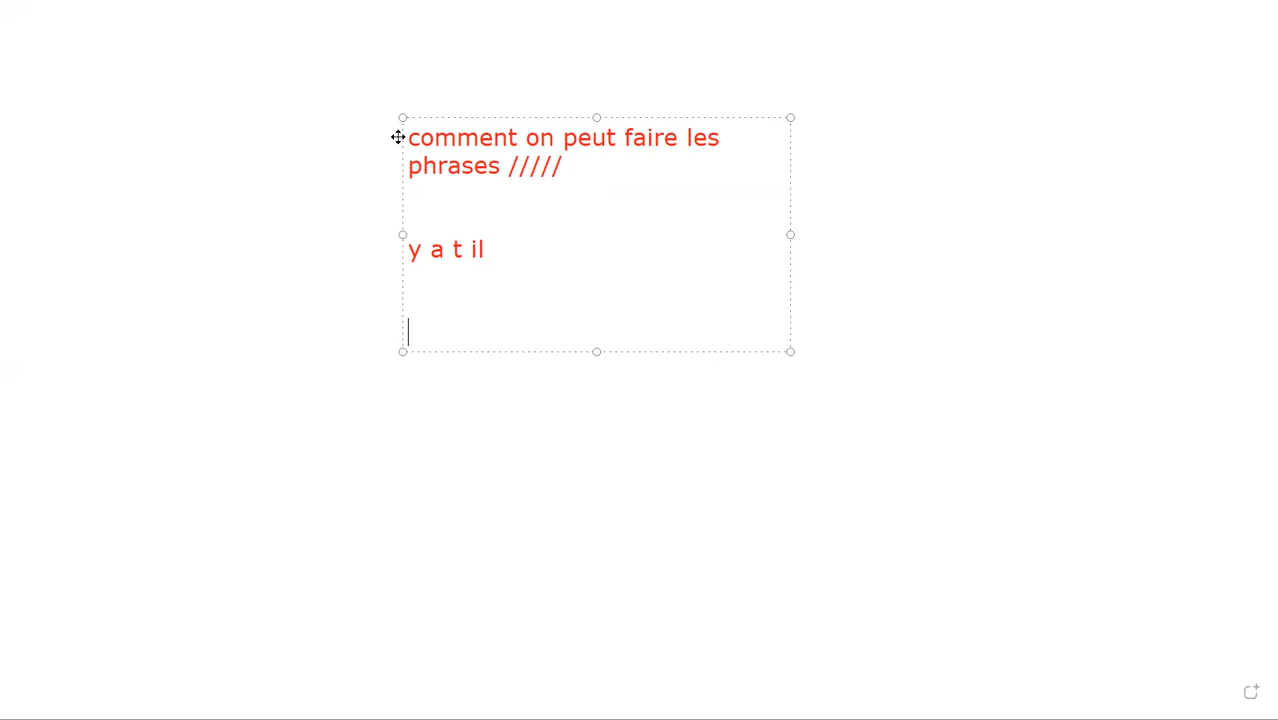 comment on peut faire les
phrases /////
y a t il